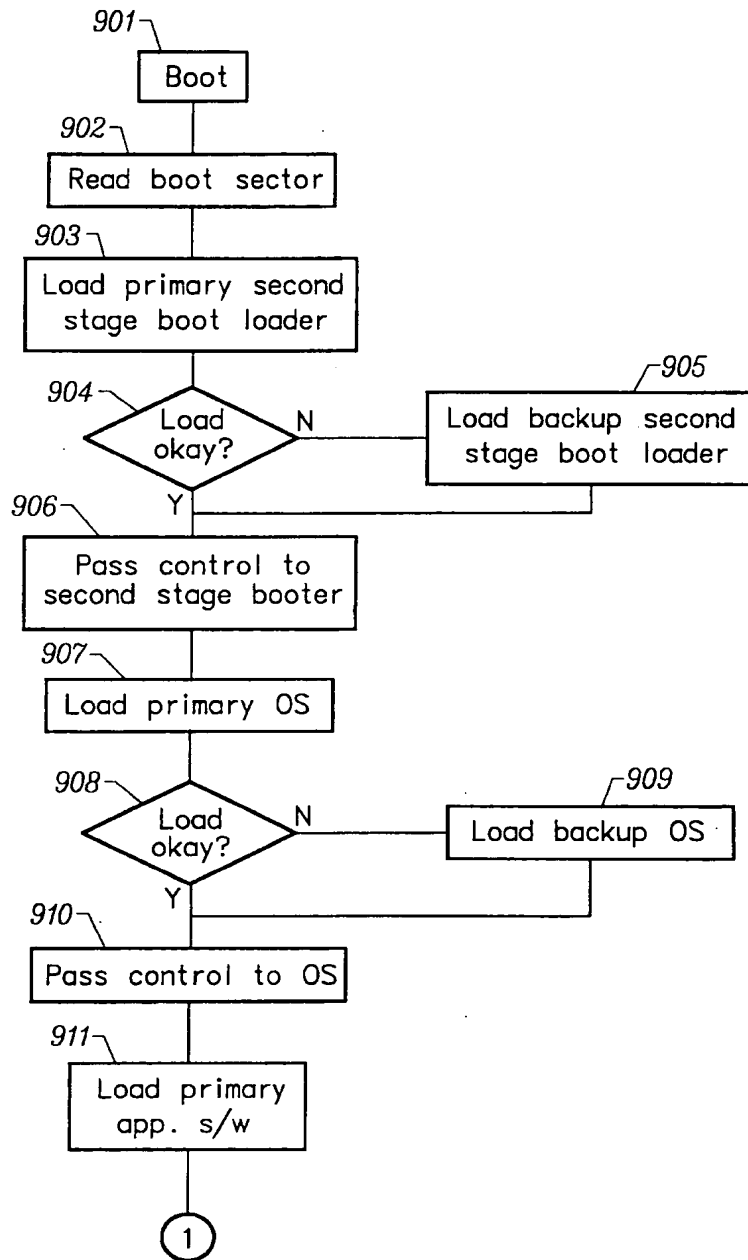 901
Boot
902
Read boot sector
903
Load primary second
stage boot loader
904
Load
okay?
N
Y
905
Load backup second
stage boot loader
906
Pass control to
second stage booter
907
Load primary OS
908
Load
okay?
N
Y
909
Load backup OS
910
Pass control to OS
911
Load primary
app. s/w
1